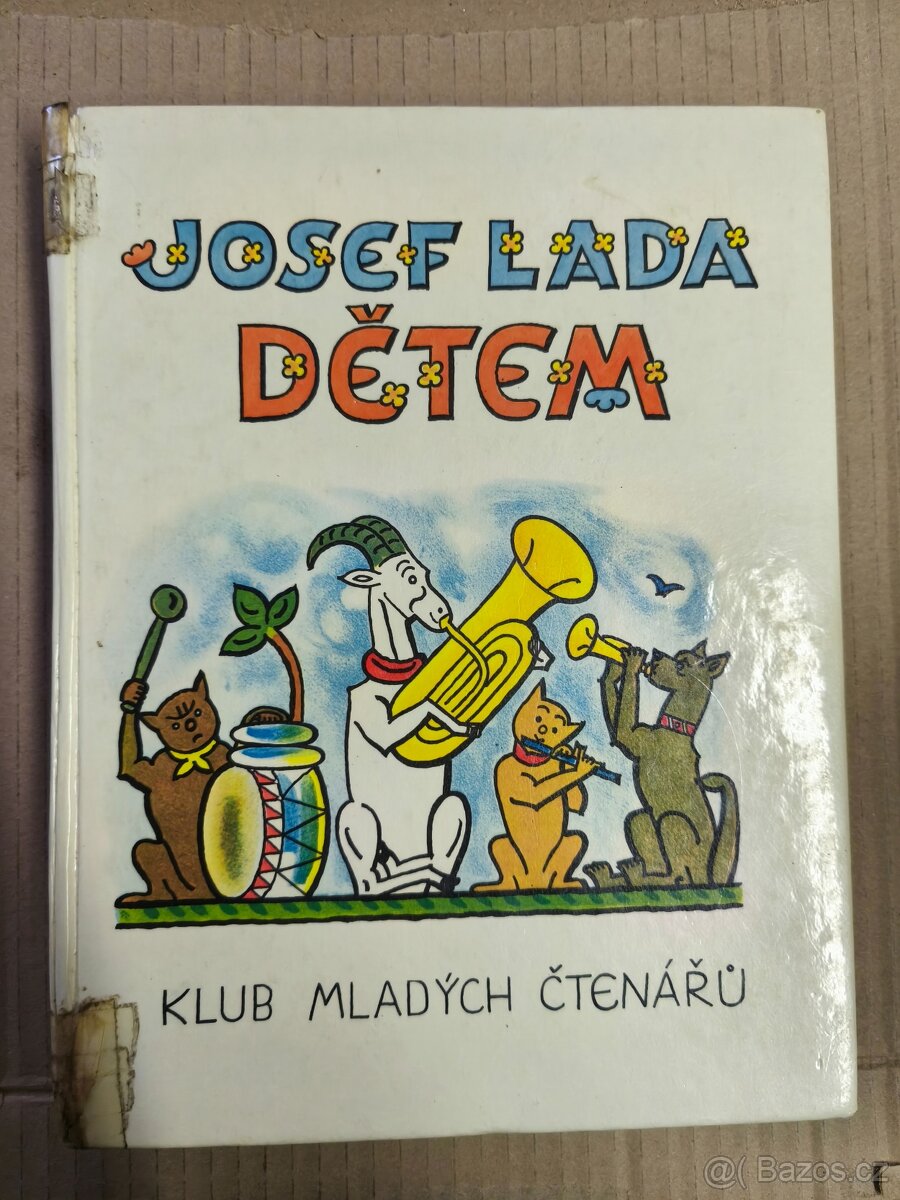 JOSEF LADA
DĚTEM
KLUB MLADÝCH ČTENÁŘŮ
@( Bazos.cz